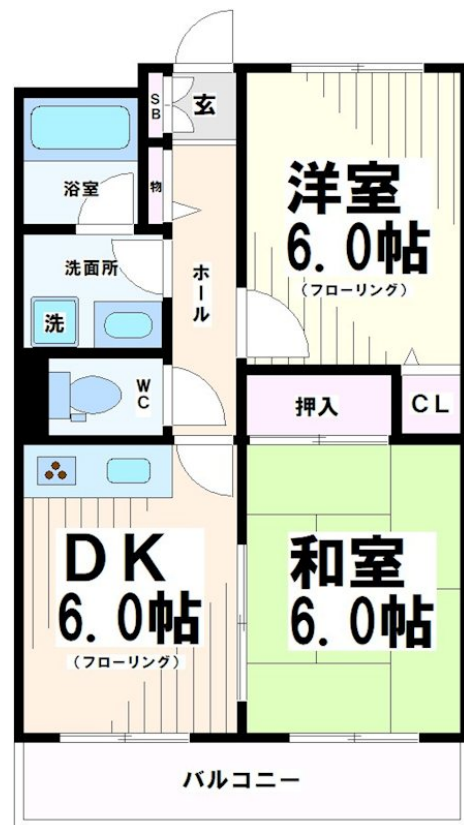 SB
玄
浴室
物
洋室
6.0帖
(フローリング)
洗面所
ホール
洗
WC
押入
CL
DK
6.0帖
(フローリング)
和室
6.0帖
バルコニー